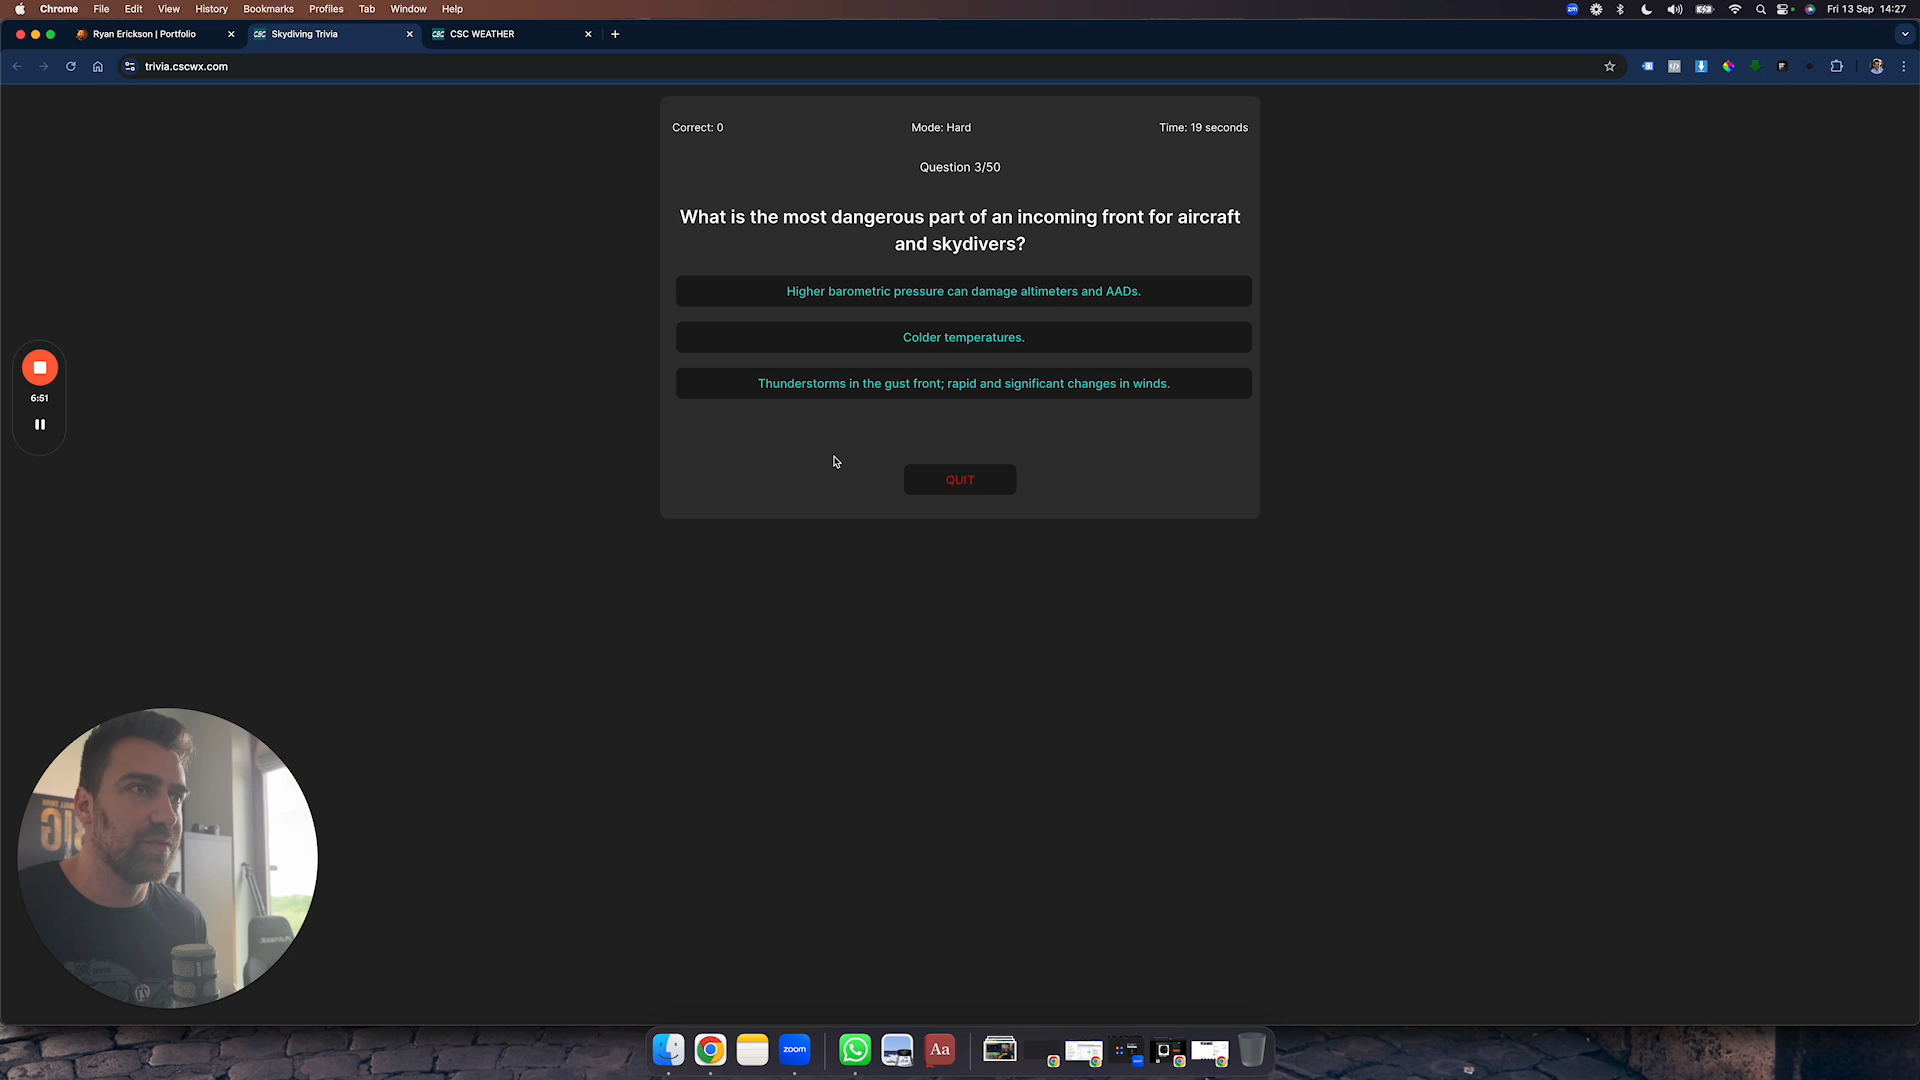 Chrome File Edit View History Bookmarks Profiles Tab Window Help
zm
Fri 13 Sep 14:27
Ryan Erickson | Portfolio
CSC Skydiving Trivia
CSC CSC WEATHER
trivia.cscwx.com
Correct: 0
Mode: Hard
Time: 19 seconds
Question 3/50
What is the most dangerous part of an incoming front for aircraft
and skydivers?
Higher barometric pressure can damage altimeters and AADs.
Colder temperatures.
Thunderstorms in the gust front; rapid and significant changes in winds.
QUIT
6:51
zoom
Aa